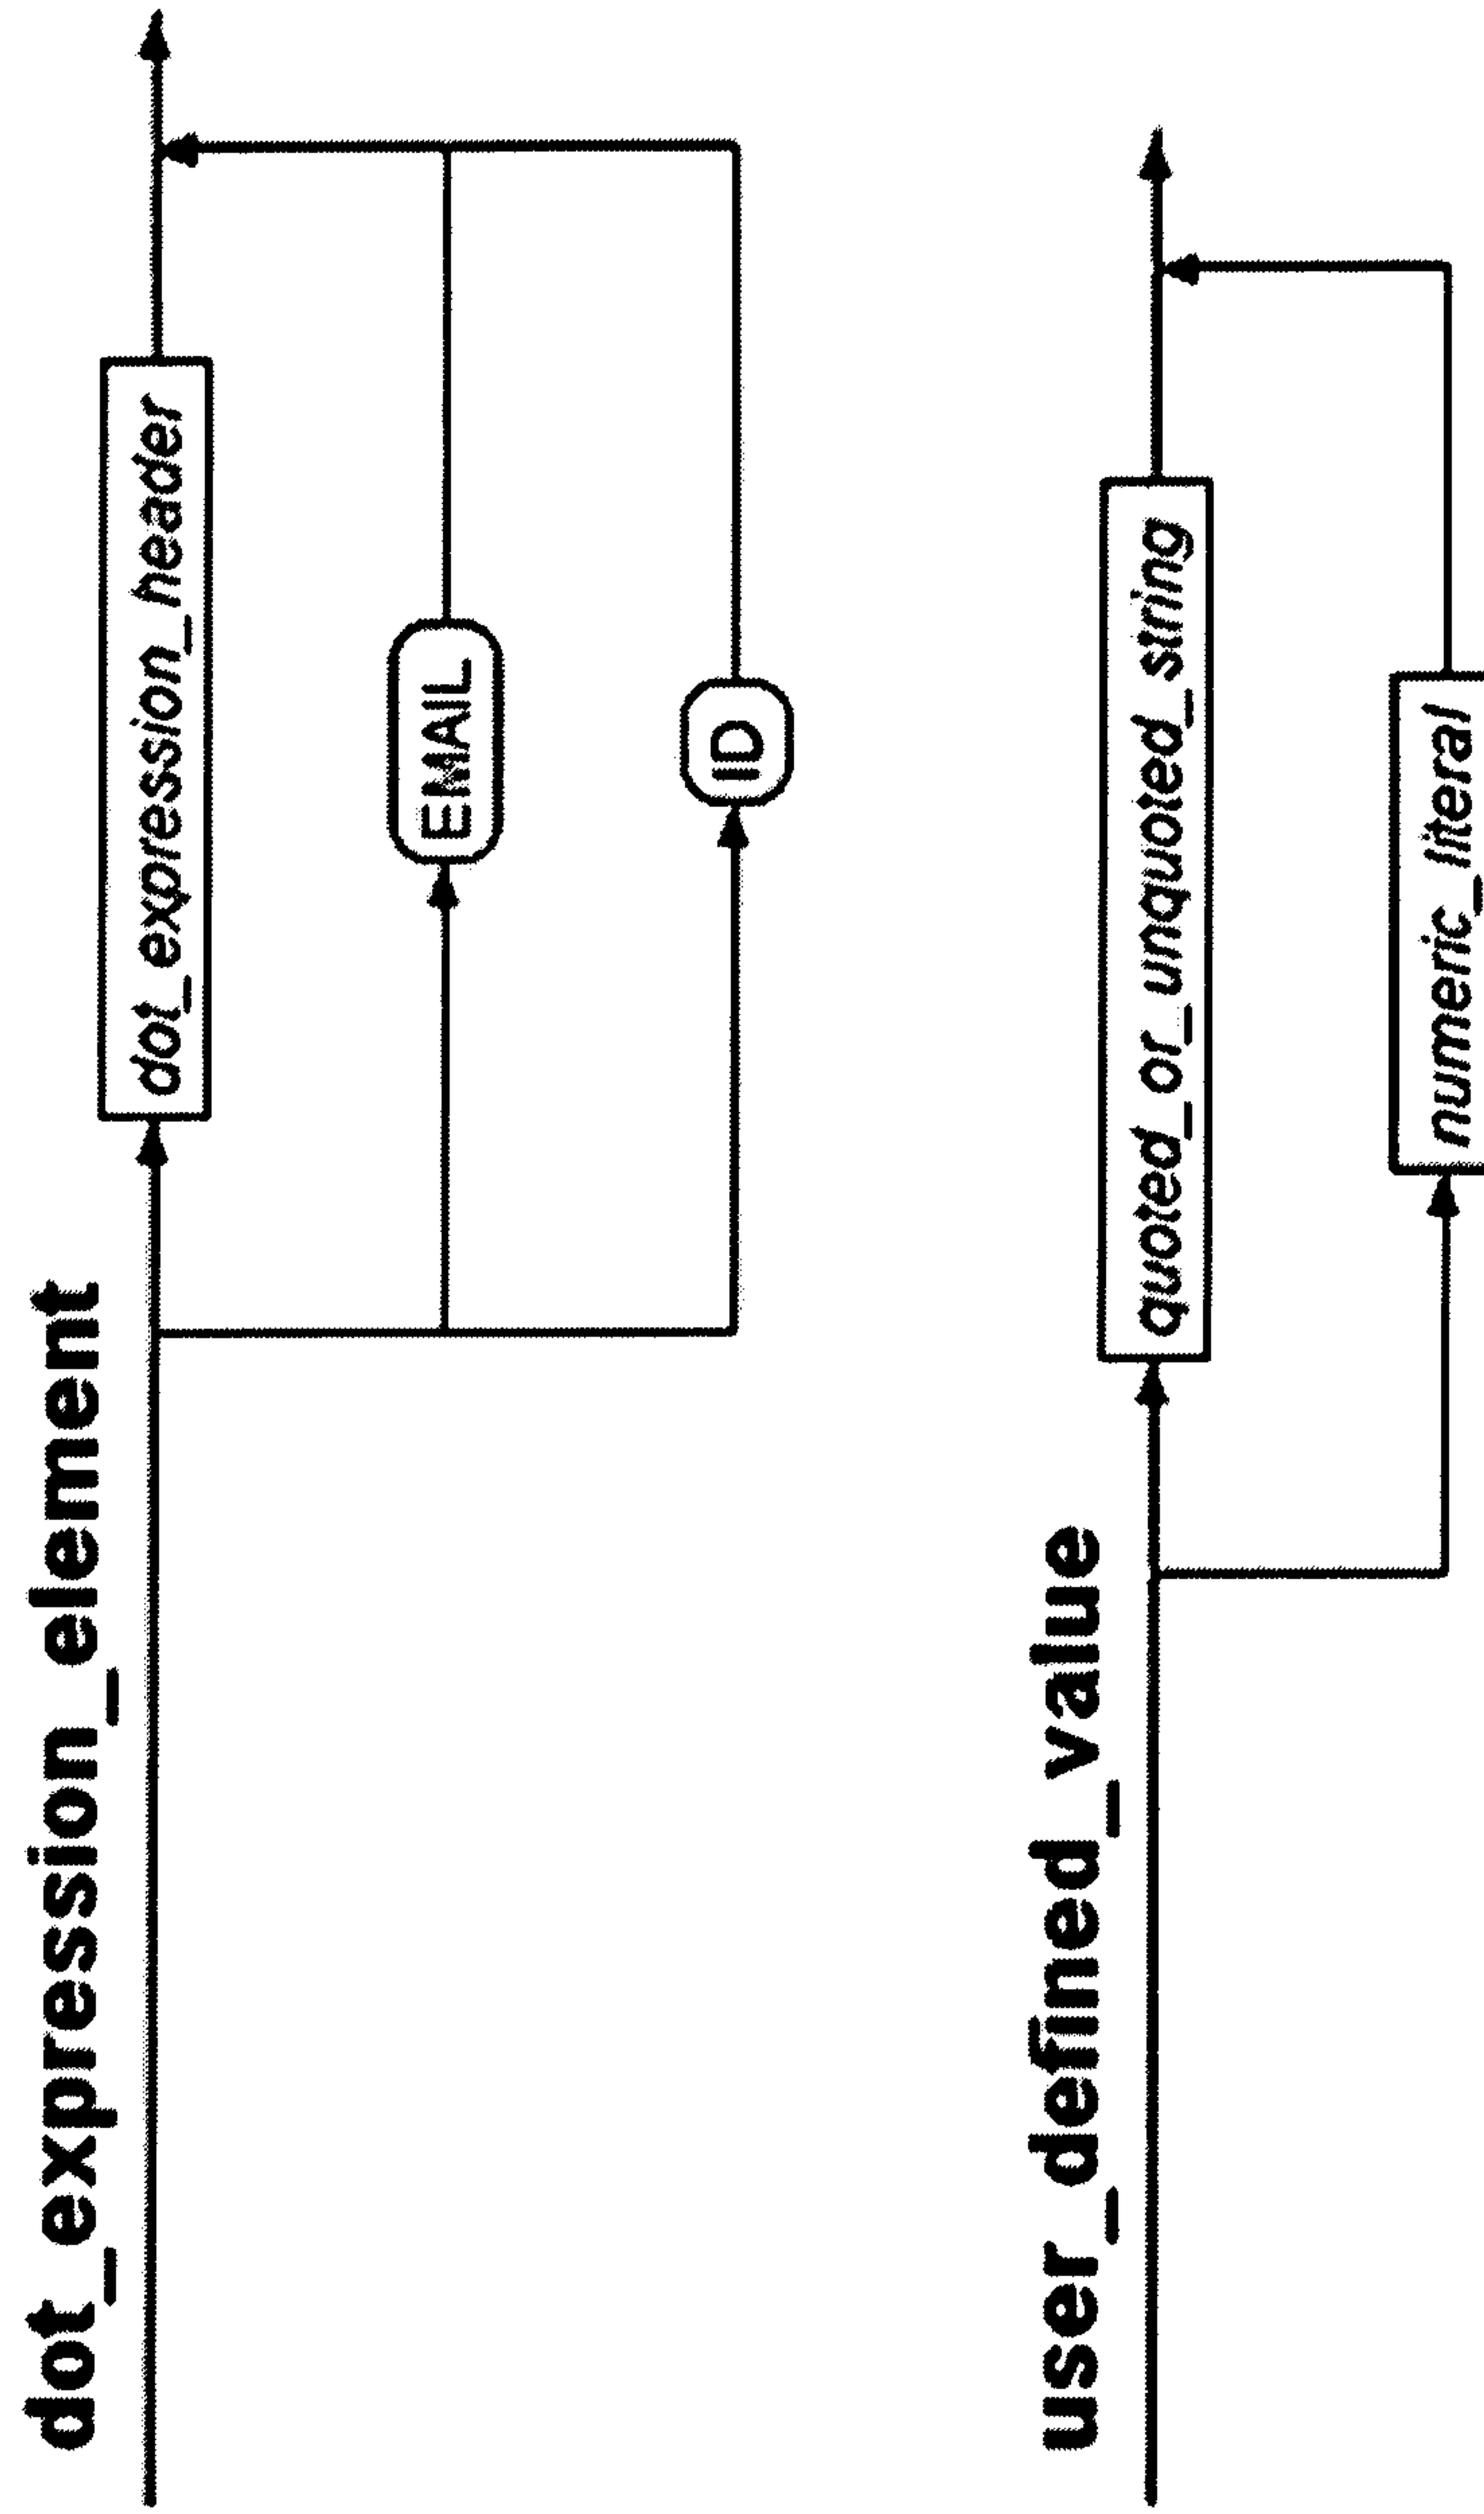 dot_expression_element
dot_expression_header
EMAIL
ID
user_defined_value
quoted_or_unquoted_string
numeric_literal